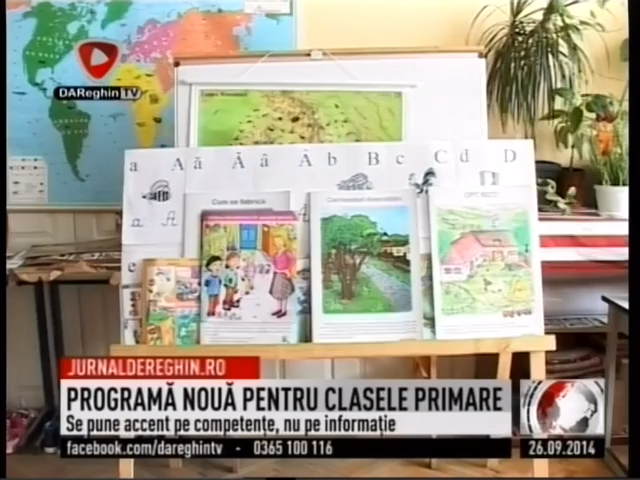 DAReghin TV
a A ă Ă â Â b B c C d D
Cum se fabrică
JURNALDEREGHIN.RO
PROGRAMĂ NOUĂ PENTRU CLASELE PRIMARE
Se pune accent pe competențe, nu pe informație
facebook.com/dareghintv - 0365 100 116
26.09.2014